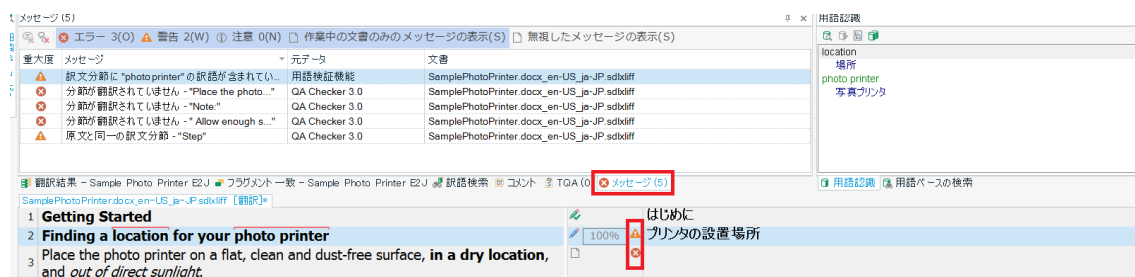 メッセージ (5)
用語認識
エラー 3(O) 警告 2(W) 注意 0(N) 作業中の文書のみのメッセージの表示(S) 無視したメッセージの表示(S)
重大度 メッセージ 元データ 文書
訳文分節に "photo printer" の訳語が含まれてい... 用語検証機能 SamplePhotoPrinter.docx_en-US_ja-JP.sdlxliff
分節が翻訳されていません - "Place the photo..." QA Checker 3.0 SamplePhotoPrinter.docx_en-US_ja-JP.sdlxliff
分節が翻訳されていません - "Note:" QA Checker 3.0 SamplePhotoPrinter.docx_en-US_ja-JP.sdlxliff
分節が翻訳されていません - " Allow enough s..." QA Checker 3.0 SamplePhotoPrinter.docx_en-US_ja-JP.sdlxliff
原文と同一の訳文分節 - "Step" QA Checker 3.0 SamplePhotoPrinter.docx_en-US_ja-JP.sdlxliff
location
場所
photo printer
写真プリンタ
翻訳結果 - Sample Photo Printer E2J フラグメント一致 - Sample Photo Printer E2J 訳語検索 コメント TQA (0 メッセージ (5)
用語認識 用語ベースの検索
SamplePhotoPrinter.docx_en-US_ja-JP.sdlxliff [翻訳]*
1 Getting Started はじめに
2 Finding a location for your photo printer 100% プリンタの設置場所
3 Place the photo printer on a flat, clean and dust-free surface, in a dry location,
and out of direct sunlight.